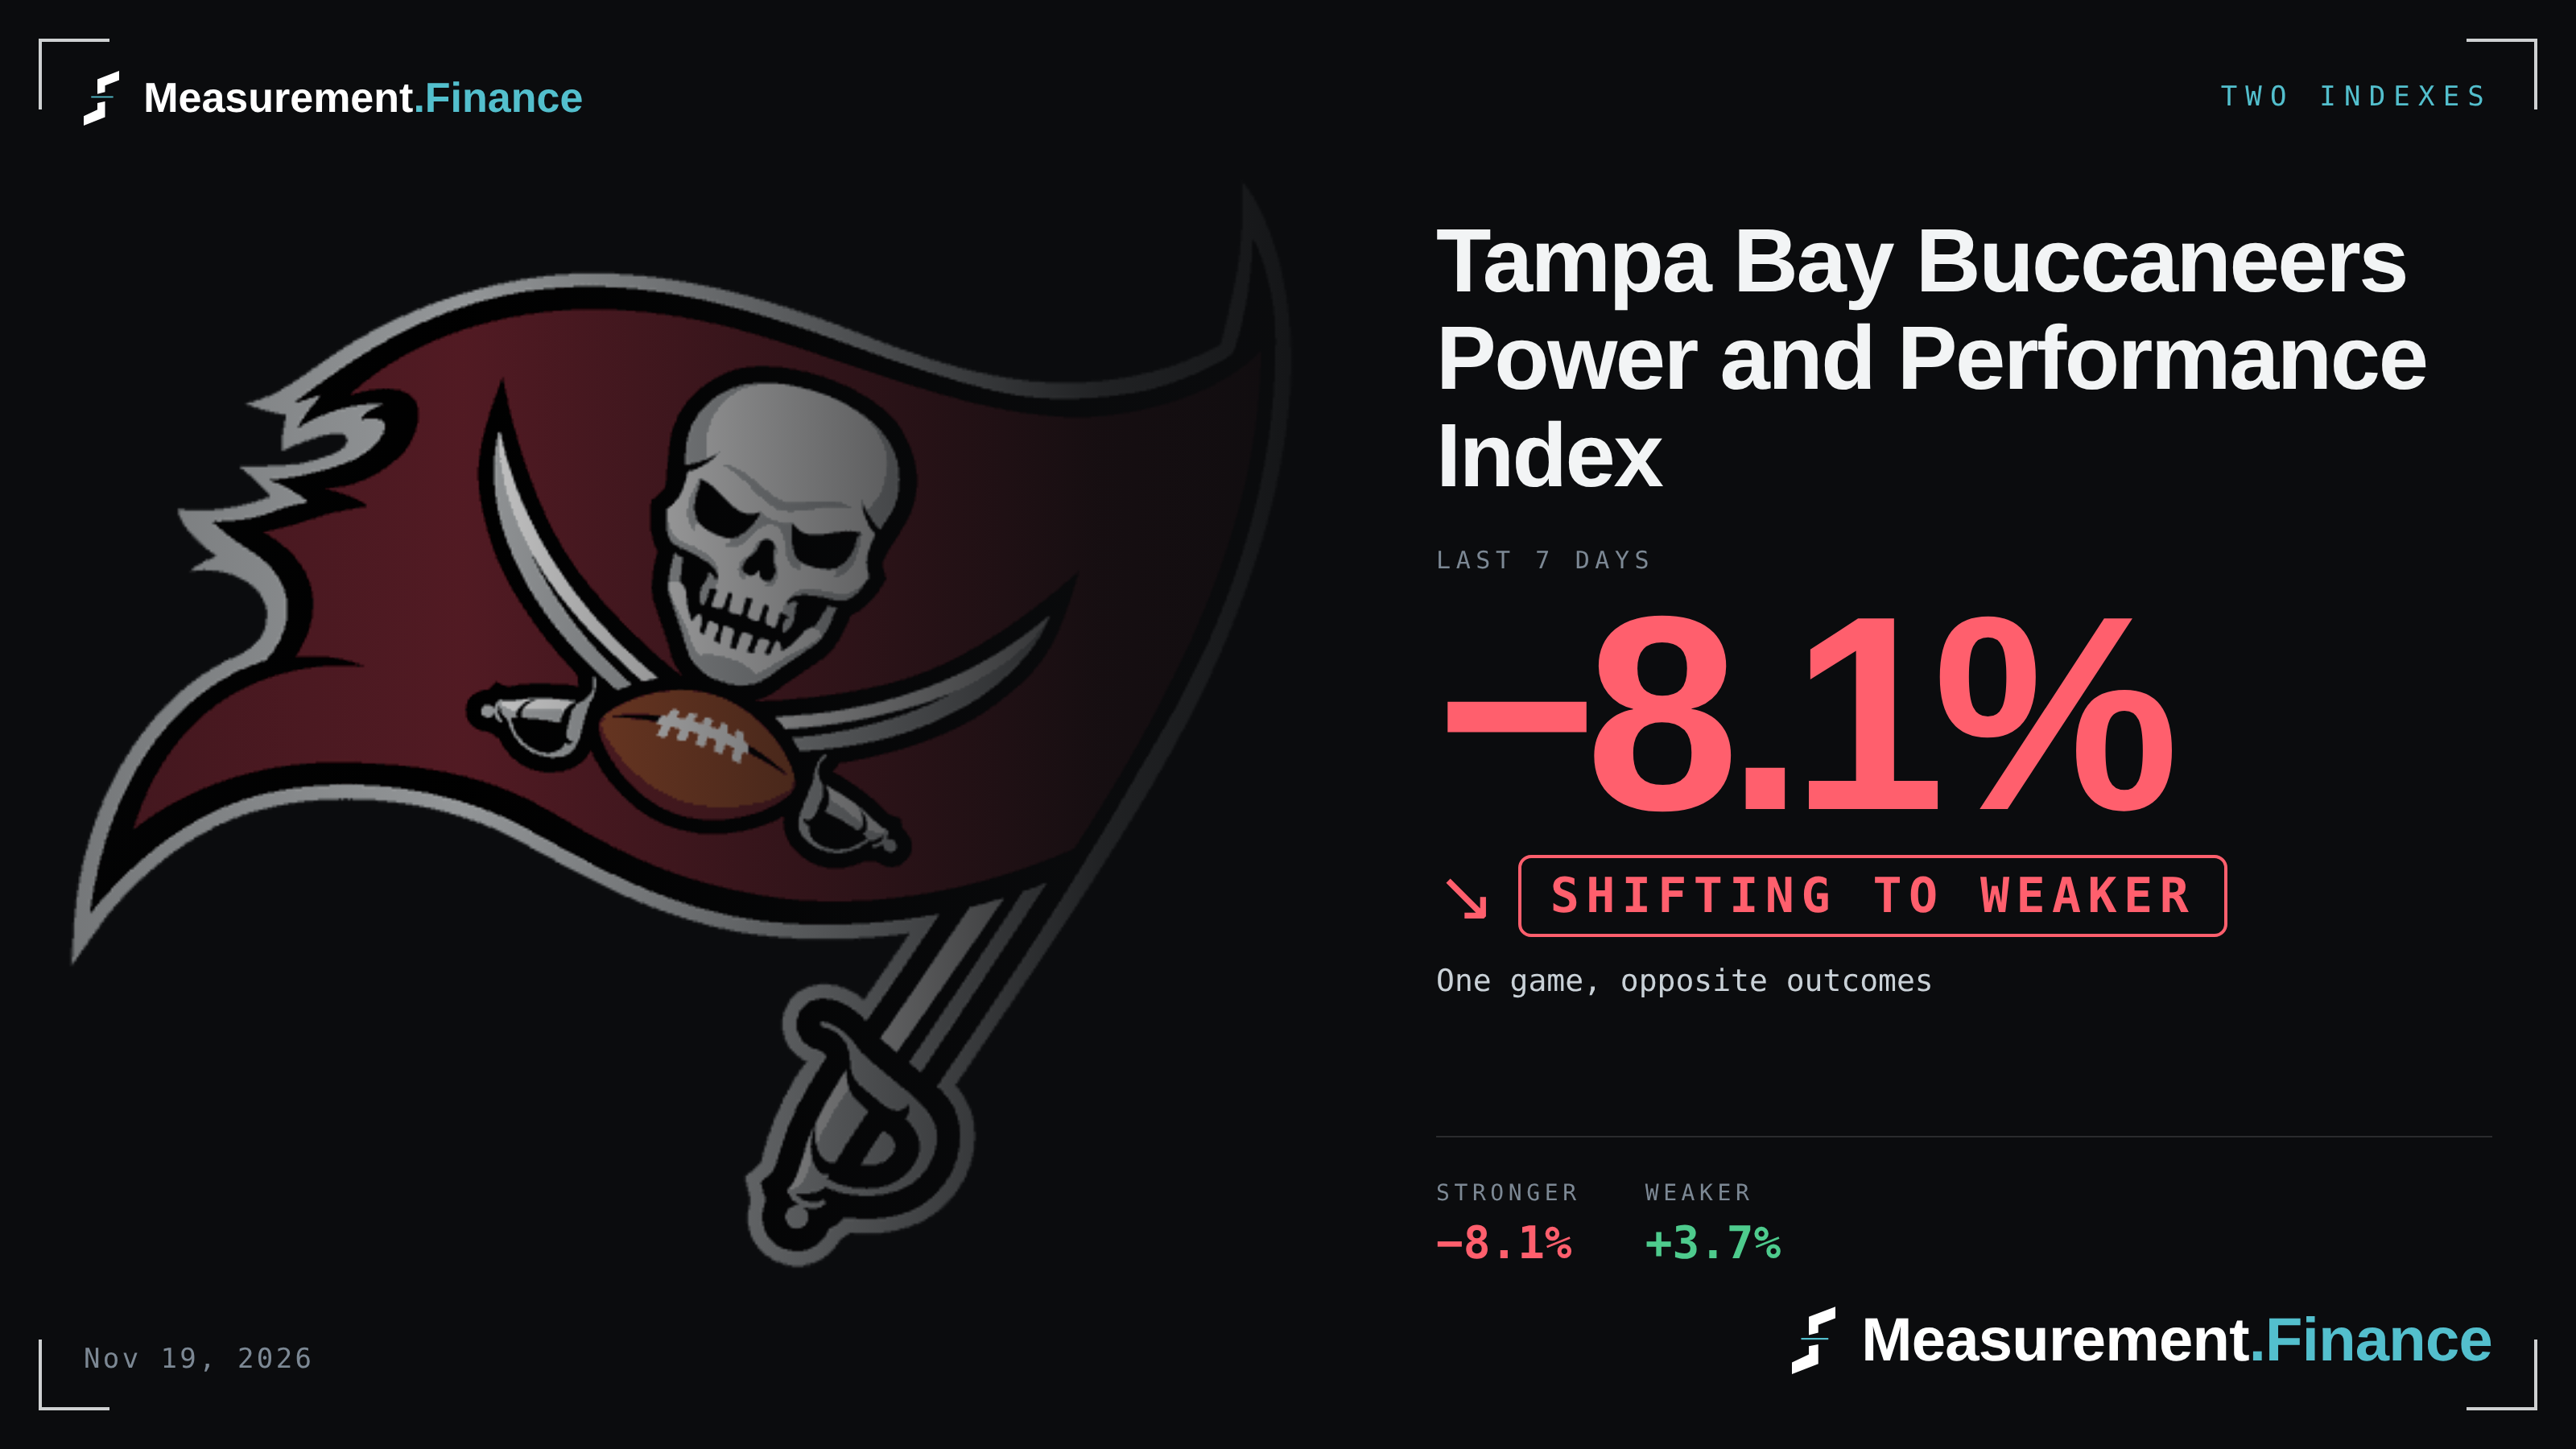 Measurement.Finance
TWO INDEXES
Tampa Bay Buccaneers
Power and Performance
Index
LAST 7 DAYS
−8.1%
↘ SHIFTING TO WEAKER
One game, opposite outcomes
STRONGER WEAKER
−8.1% +3.7%
Nov 19, 2026
Measurement.Finance